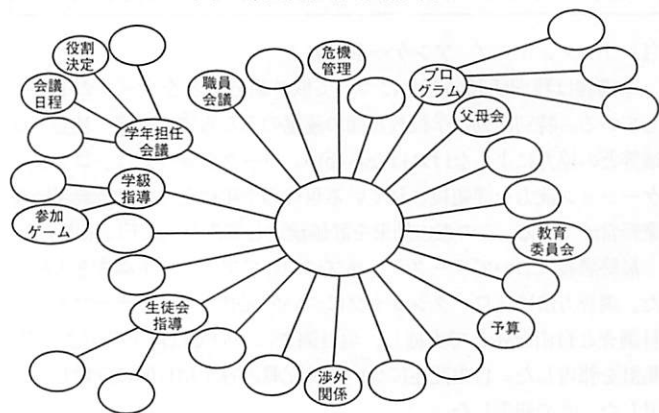 役割
決定
会議
日程
学年担任
会議
職員
会議
危機
管理
プロ
グラム
父母会
学級
指導
参加
ゲーム
教育
委員会
生徒会
指導
予算
渉外
関係